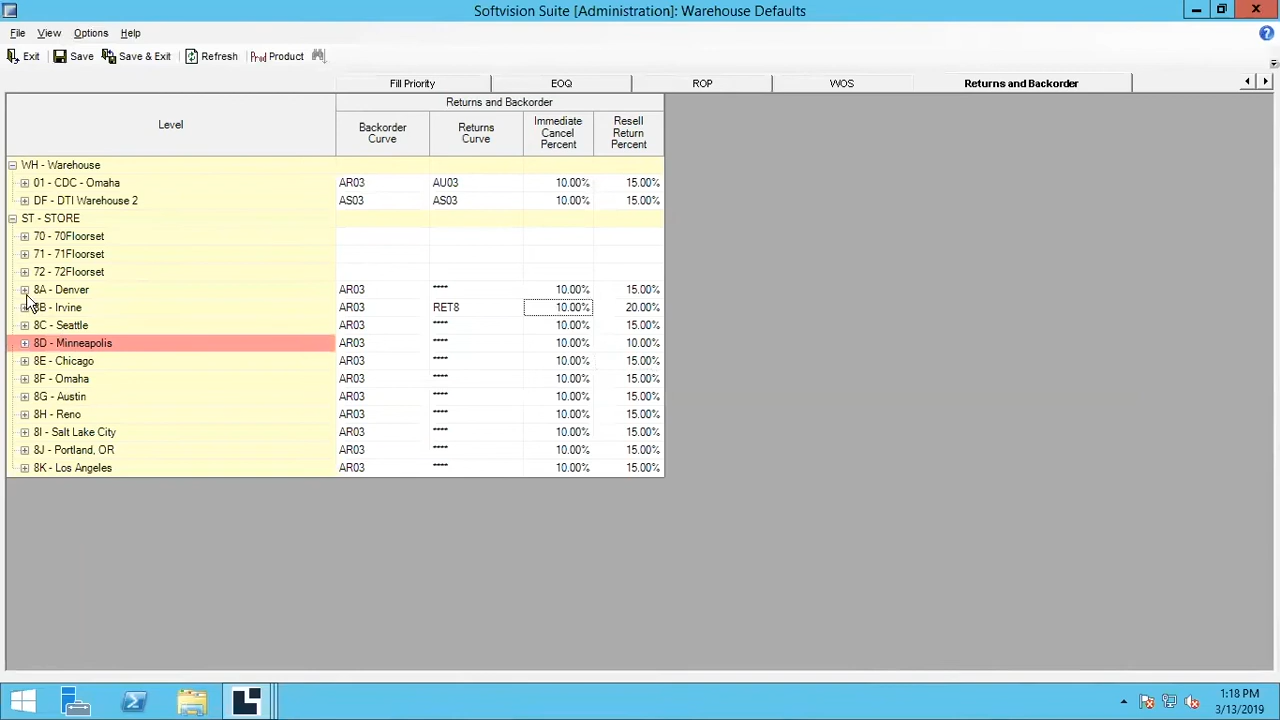 Softvision Suite [Administration]: Warehouse Defaults
File View Options Help
Exit Save Save & Exit Refresh Prod Product
Fill Priority EOQ ROP WOS Returns and Backorder
Level
Returns and Backorder
Backorder Curve
Returns Curve
Immediate Cancel Percent
Resell Return Percent
WH - Warehouse
01 - CDC - Omaha AR03 AU03 10.00% 15.00%
DF - DTI Warehouse 2 AS03 AS03 10.00% 15.00%
ST - STORE
70 - 70Floorset
71 - 71Floorset
72 - 72Floorset
8A - Denver AR03 **** 10.00% 15.00%
8B - Irvine AR03 RET8 10.00% 20.00%
8C - Seattle AR03 **** 10.00% 15.00%
8D - Minneapolis AR03 **** 10.00% 10.00%
8E - Chicago AR03 **** 10.00% 15.00%
8F - Omaha AR03 **** 10.00% 15.00%
8G - Austin AR03 **** 10.00% 15.00%
8H - Reno AR03 **** 10.00% 15.00%
8I - Salt Lake City AR03 **** 10.00% 15.00%
8J - Portland, OR AR03 **** 10.00% 15.00%
8K - Los Angeles AR03 **** 10.00% 15.00%
1:18 PM
3/13/2019